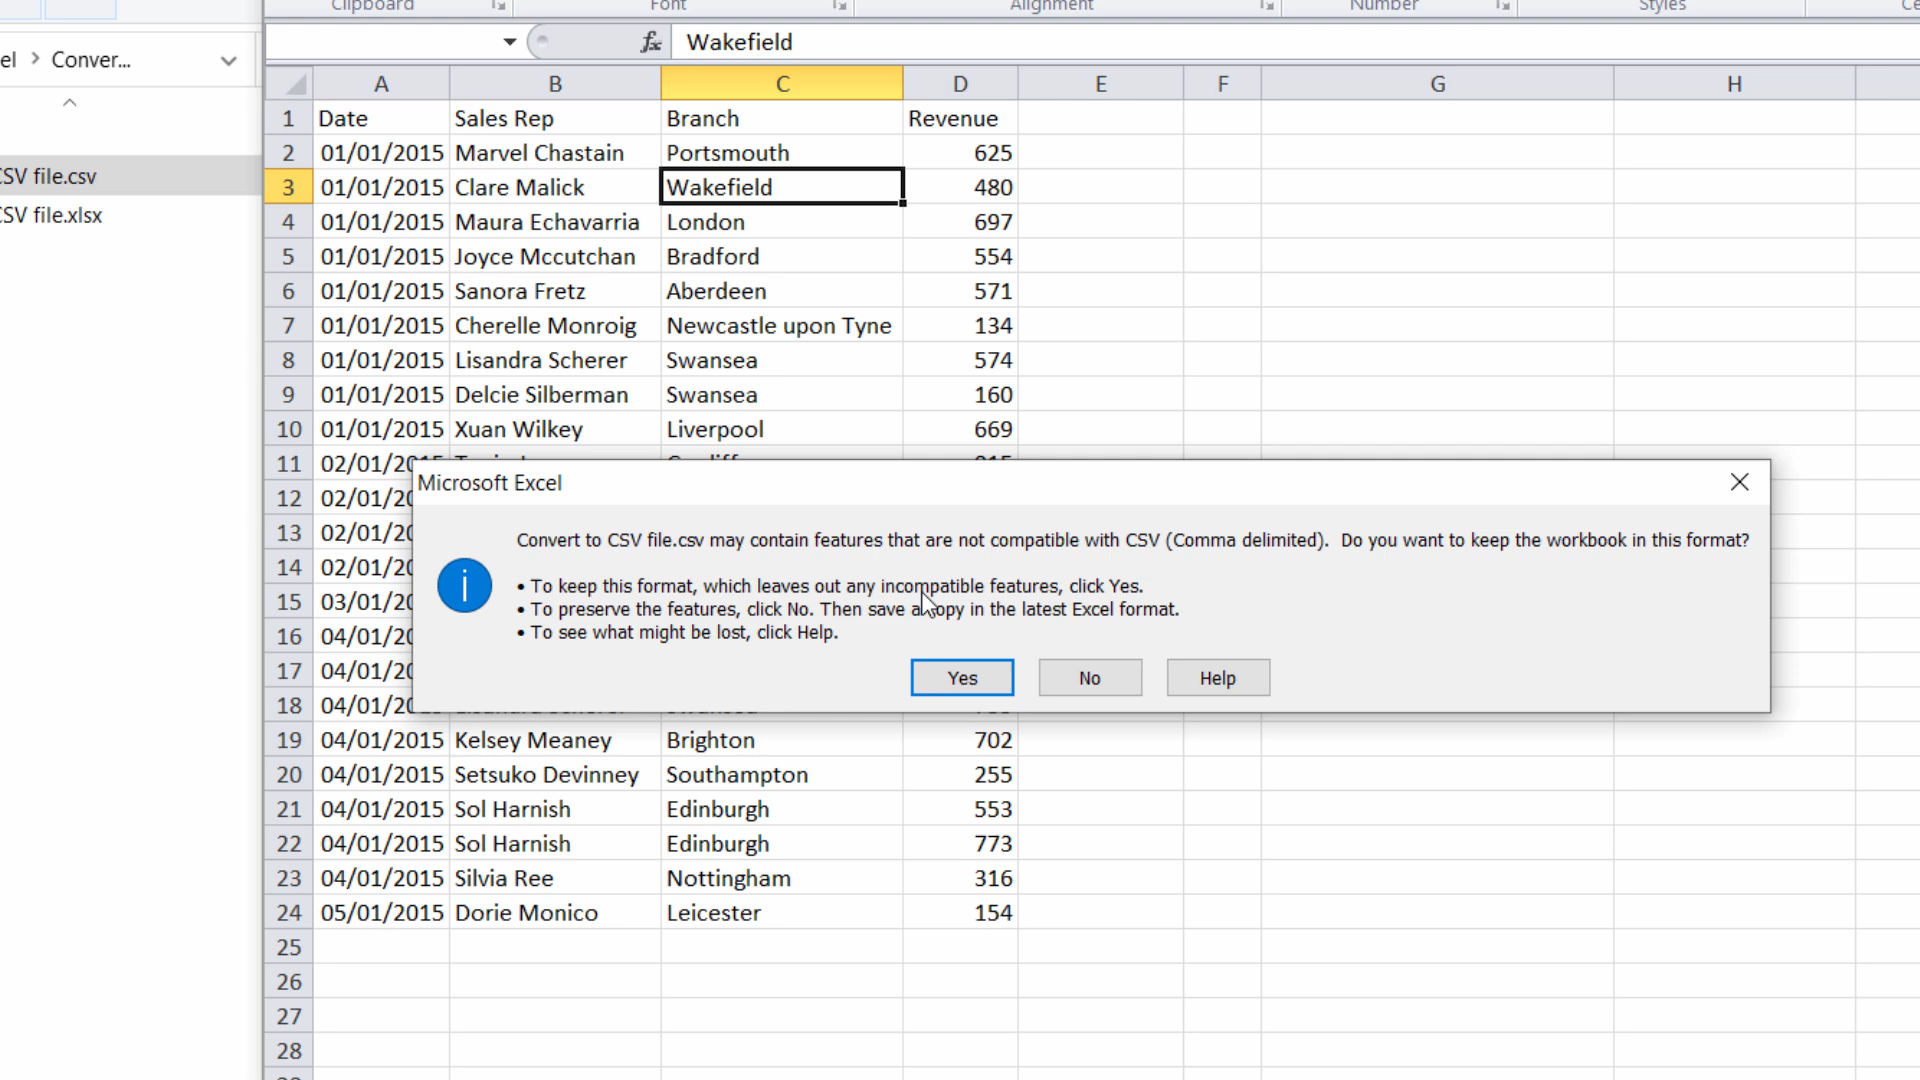 Clipboard Font Alignment Number Styles
el > Conver...
Wakefield
A B C D E F G H
SV file.csv
SV file.xlsx
1 Date Sales Rep Branch Revenue
2 01/01/2015 Marvel Chastain Portsmouth 625
3 01/01/2015 Clare Malick Wakefield 480
4 01/01/2015 Maura Echavarria London 697
5 01/01/2015 Joyce Mccutchan Bradford 554
6 01/01/2015 Sanora Fretz Aberdeen 571
7 01/01/2015 Cherelle Monroig Newcastle upon Tyne 134
8 01/01/2015 Lisandra Scherer Swansea 574
9 01/01/2015 Delcie Silberman Swansea 160
10 01/01/2015 Xuan Wilkey Liverpool 669
11
12
13
14
15
16
17
18
Microsoft Excel
Convert to CSV file.csv may contain features that are not compatible with CSV (Comma delimited). Do you want to keep the workbook in this format?
• To keep this format, which leaves out any incompatible features, click Yes.
• To preserve the features, click No. Then save a copy in the latest Excel format.
• To see what might be lost, click Help.
Yes No Help
19 04/01/2015 Kelsey Meaney Brighton 702
20 04/01/2015 Setsuko Devinney Southampton 255
21 04/01/2015 Sol Harnish Edinburgh 553
22 04/01/2015 Sol Harnish Edinburgh 773
23 04/01/2015 Silvia Ree Nottingham 316
24 05/01/2015 Dorie Monico Leicester 154
25
26
27
28